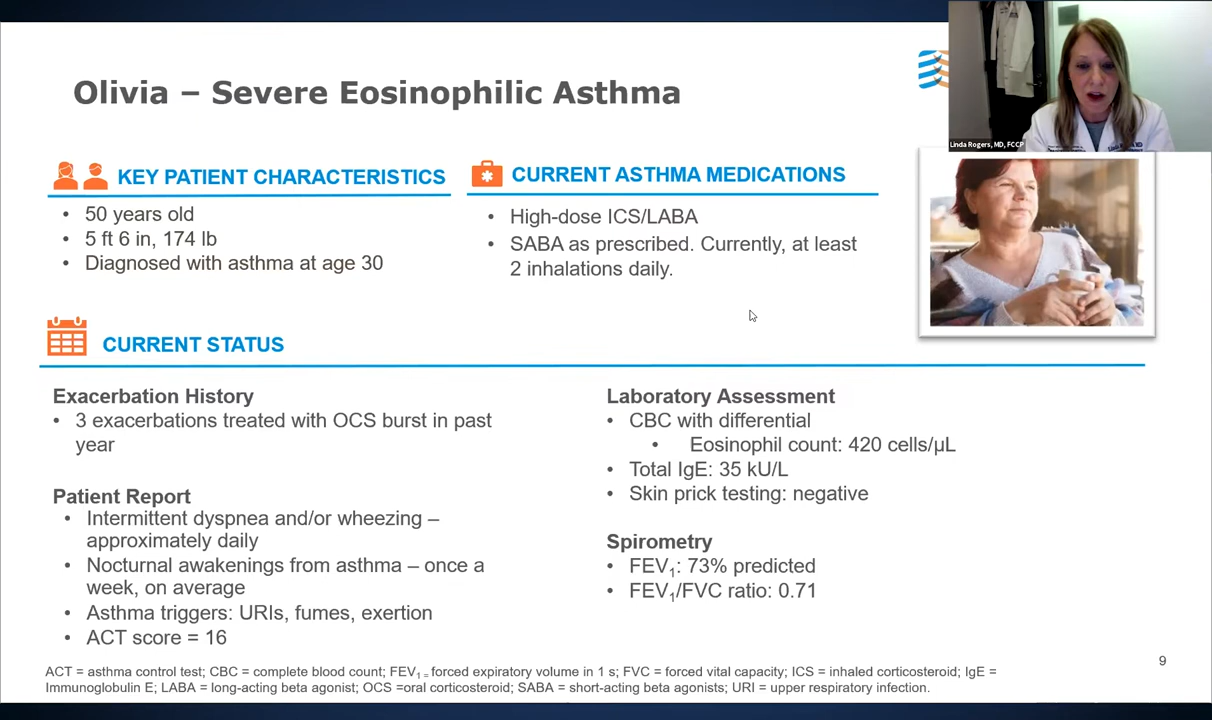 Olivia – Severe Eosinophilic Asthma
Linda Rogers, MD, FCCP
KEY PATIENT CHARACTERISTICS
• 50 years old
• 5 ft 6 in, 174 lb
• Diagnosed with asthma at age 30
CURRENT ASTHMA MEDICATIONS
• High-dose ICS/LABA
• SABA as prescribed. Currently, at least
2 inhalations daily.
CURRENT STATUS
Exacerbation History
• 3 exacerbations treated with OCS burst in past
year
Patient Report
• Intermittent dyspnea and/or wheezing –
approximately daily
• Nocturnal awakenings from asthma – once a
week, on average
• Asthma triggers: URIs, fumes, exertion
• ACT score = 16
Laboratory Assessment
• CBC with differential
• Eosinophil count: 420 cells/µL
• Total IgE: 35 kU/L
• Skin prick testing: negative
Spirometry
• FEV₁: 73% predicted
• FEV₁/FVC ratio: 0.71
9
ACT = asthma control test; CBC = complete blood count; FEV₁ ₌ forced expiratory volume in 1 s; FVC = forced vital capacity; ICS = inhaled corticosteroid; IgE =
Immunoglobulin E; LABA = long-acting beta agonist; OCS =oral corticosteroid; SABA = short-acting beta agonists; URI = upper respiratory infection.